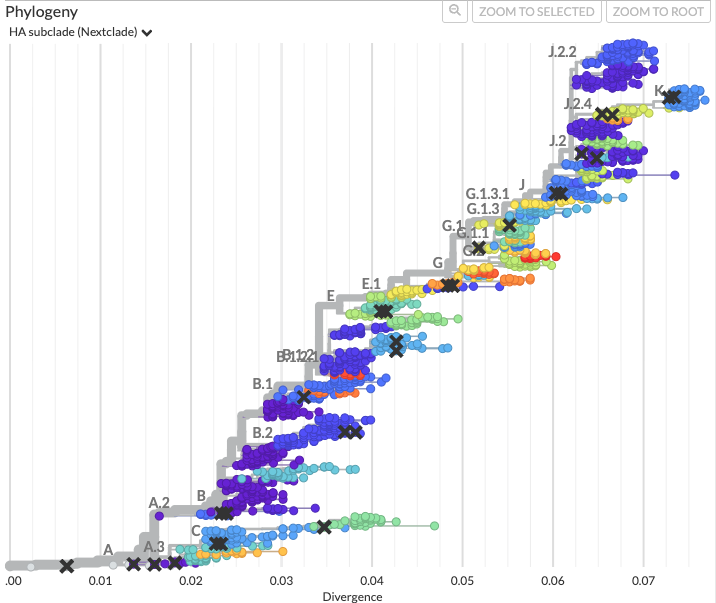 Phylogeny
ZOOM TO SELECTED
ZOOM TO ROOT
HA subclade (Nextclade)
J.2.2
K
J.2.4
J.2
J
G.1.3.1
G.1.3
G.1
G.1.1
G
E.1
E
B.1
B.2
A.2
B
C
A
A.3
.00 0.01 0.02 0.03 0.04 0.05 0.06 0.07
Divergence